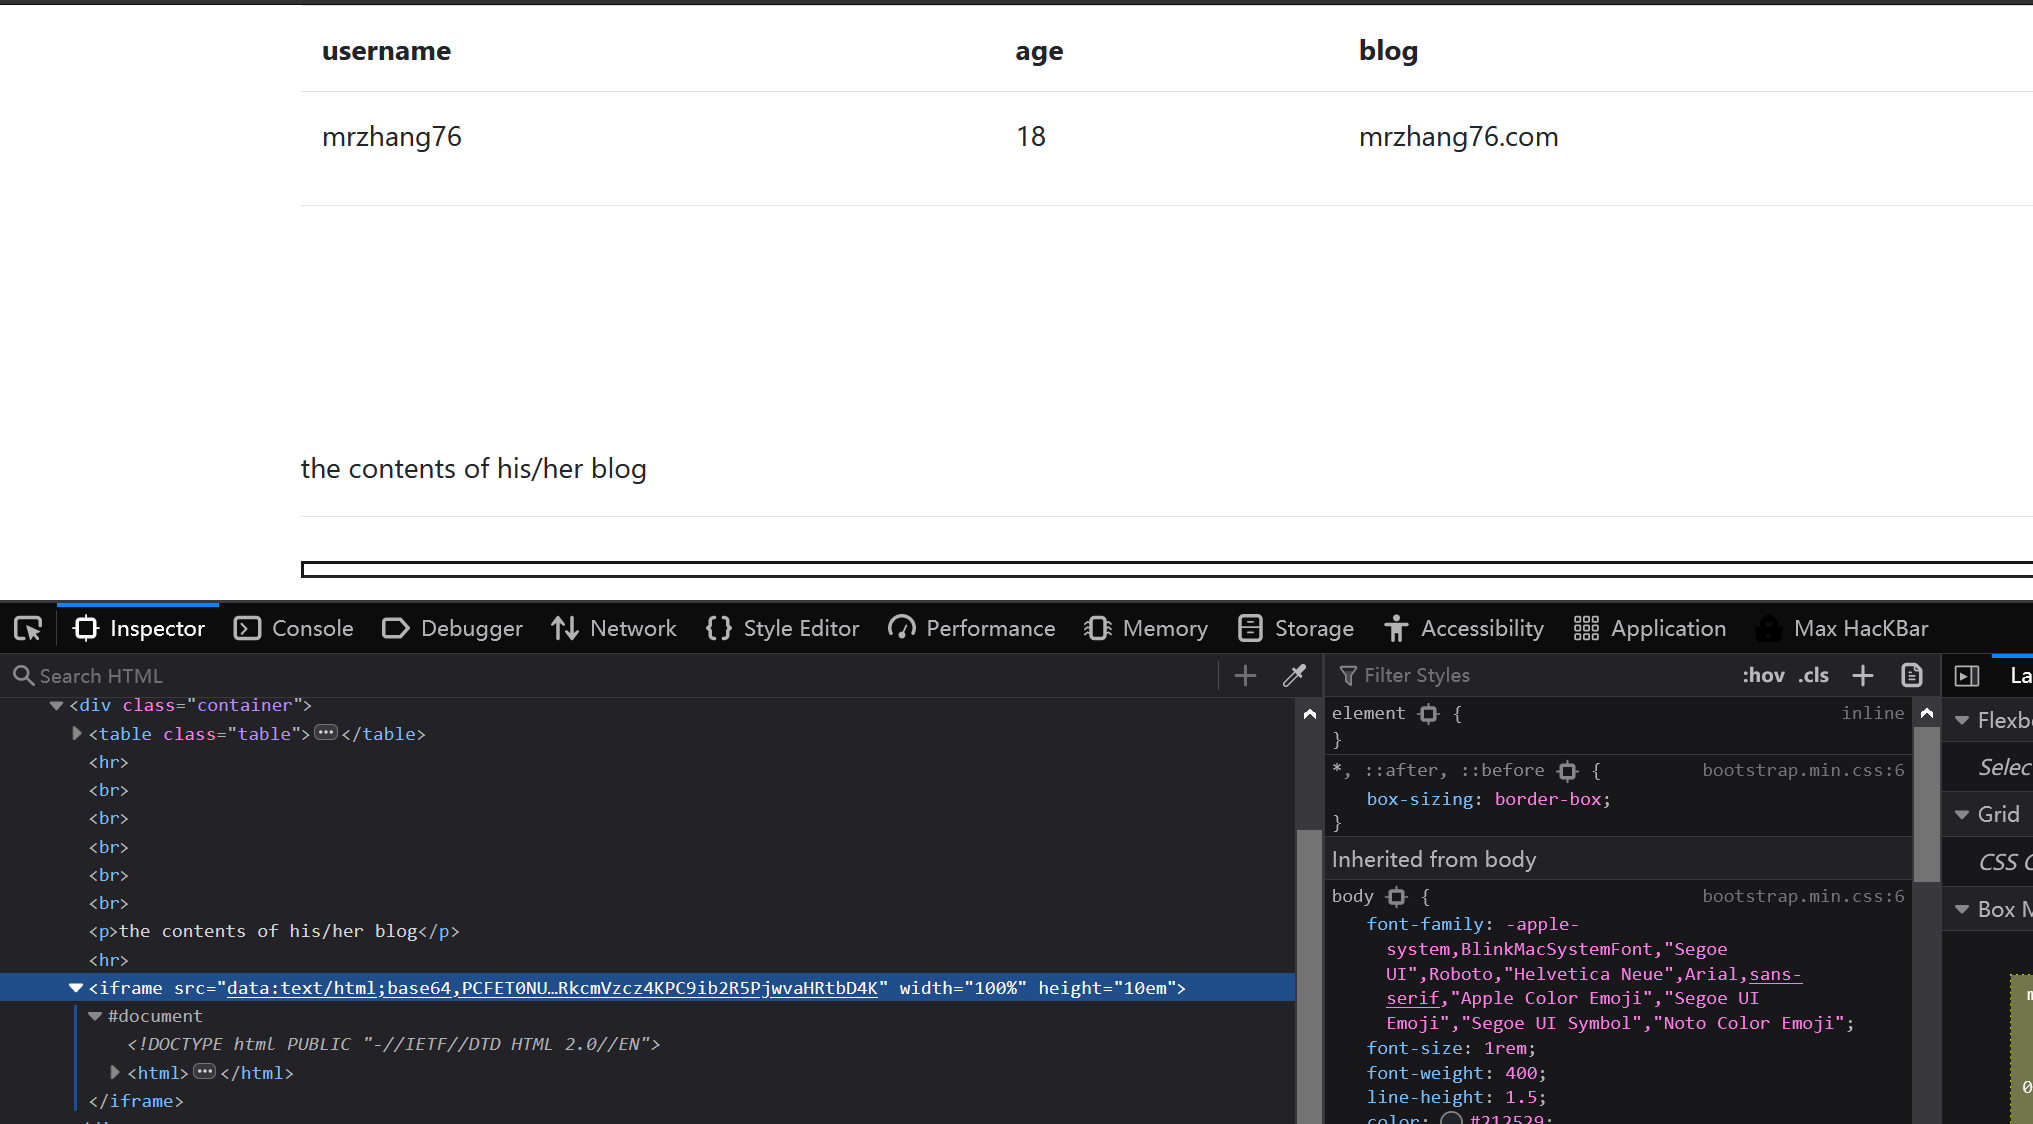 username age blog
mrzhang76 18 mrzhang76.com
the contents of his/her blog
Inspector Console Debugger Network Style Editor Performance Memory Storage Accessibility Application Max HacKBar
Search HTML
<div class="container">
<table class="table"> ••• </table>
<hr>
<br>
<br>
<br>
<br>
<br>
<p>the contents of his/her blog</p>
<hr>
<iframe src="data:text/html;base64,PCFET0NU…RkcmVzcz4KPC9ib2R5PjwvaHRtbD4K" width="100%" height="10em">
#document
<!DOCTYPE html PUBLIC "-//IETF//DTD HTML 2.0//EN">
<html> ••• </html>
</iframe>
Filter Styles :hov .cls +
element { inline
}
*, ::after, ::before { bootstrap.min.css:6
box-sizing: border-box;
}
Inherited from body
body { bootstrap.min.css:6
font-family: -apple-
system,BlinkMacSystemFont,"Segoe
UI",Roboto,"Helvetica Neue",Arial,sans-
serif,"Apple Color Emoji","Segoe UI
Emoji","Segoe UI Symbol","Noto Color Emoji";
font-size: 1rem;
font-weight: 400;
line-height: 1.5;
color: #212529;
La
Flexb
Selec
Grid
CSS
Box M
0